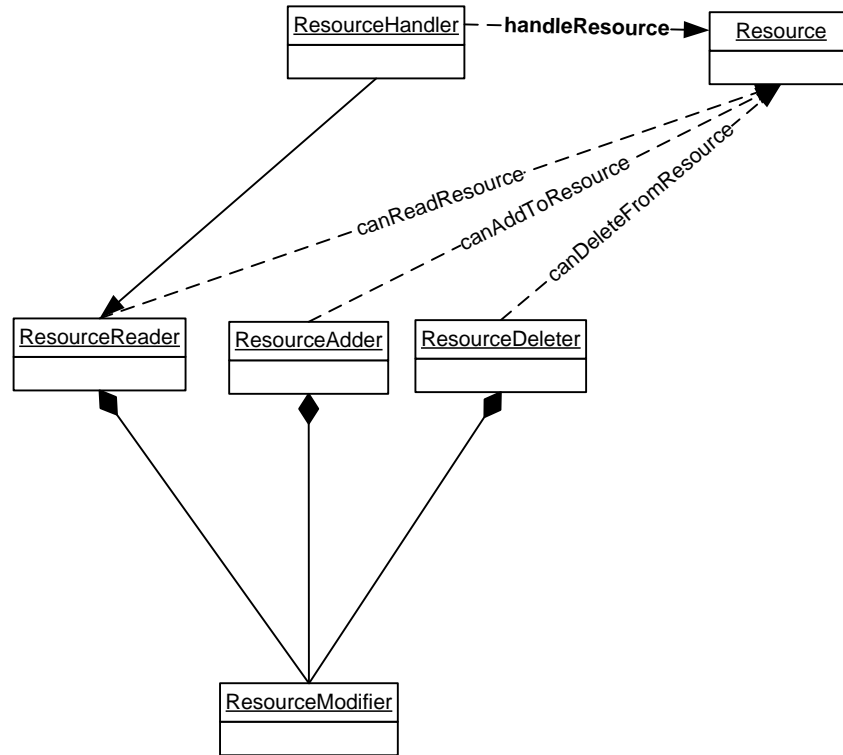 ResourceHandler
handleResource
Resource
canReadResource
canAddToResource
canDeleteFromResource
ResourceReader
ResourceAdder
ResourceDeleter
ResourceModifier